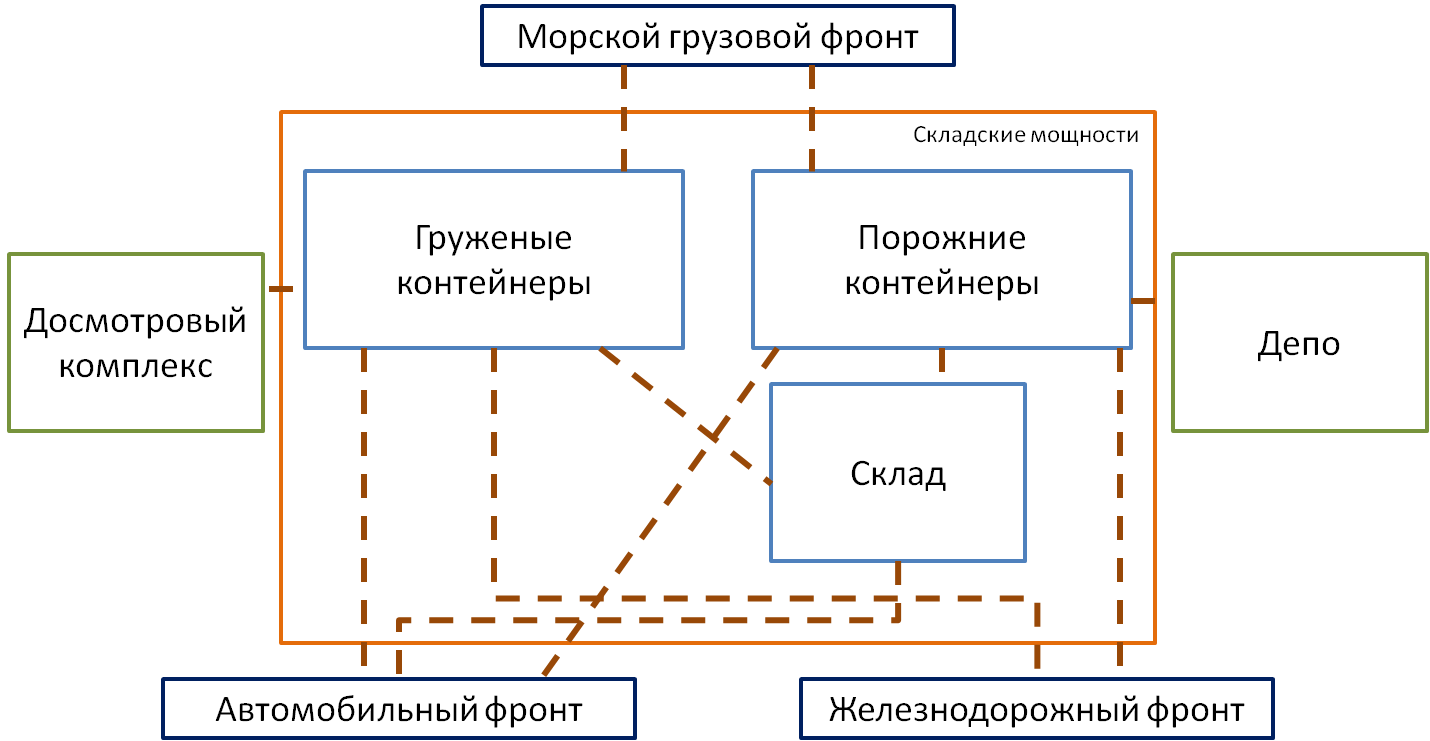 Морской грузовой фронт
Складские мощности
Груженые
контейнеры
Порожние
контейнеры
Досмотровый
комплекс
Депо
Склад
Автомобильный фронт
Железнодорожный фронт